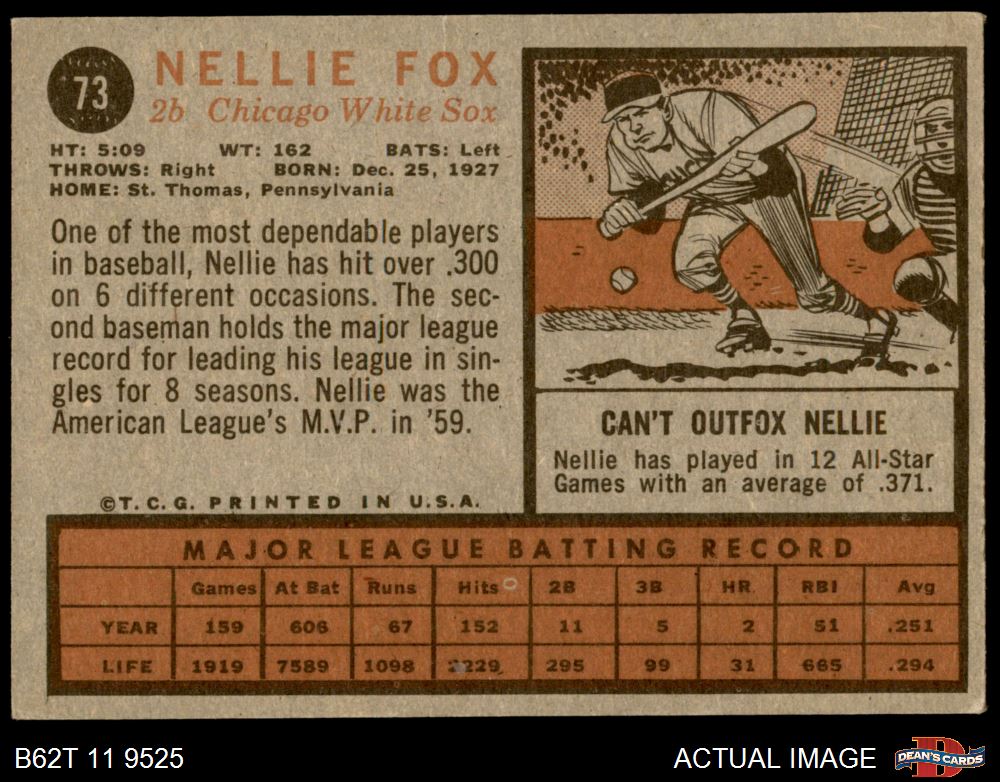 73
NELLIE FOX
2b Chicago White Sox
HT: 5:09 WT: 162 BATS: Left
THROWS: Right BORN: Dec. 25, 1927
HOME: St. Thomas, Pennsylvania
One of the most dependable players
in baseball, Nellie has hit over .300
on 6 different occasions. The sec-
ond baseman holds the major league
record for leading his league in sin-
gles for 8 seasons. Nellie was the
American League's M.V.P. in '59.
©T.C.G. PRINTED IN U.S.A.
CAN'T OUTFOX NELLIE
Nellie has played in 12 All-Star
Games with an average of .371.
MAJOR LEAGUE BATTING RECORD
Games At Bat Runs Hits 2B 3B HR RBI Avg
YEAR 159 606 67 152 11 5 2 51 .251
LIFE 1919 7589 1098 2229 295 99 31 665 .294
B62T 11 9525 ACTUAL IMAGE
D
DEAN'S CARDS